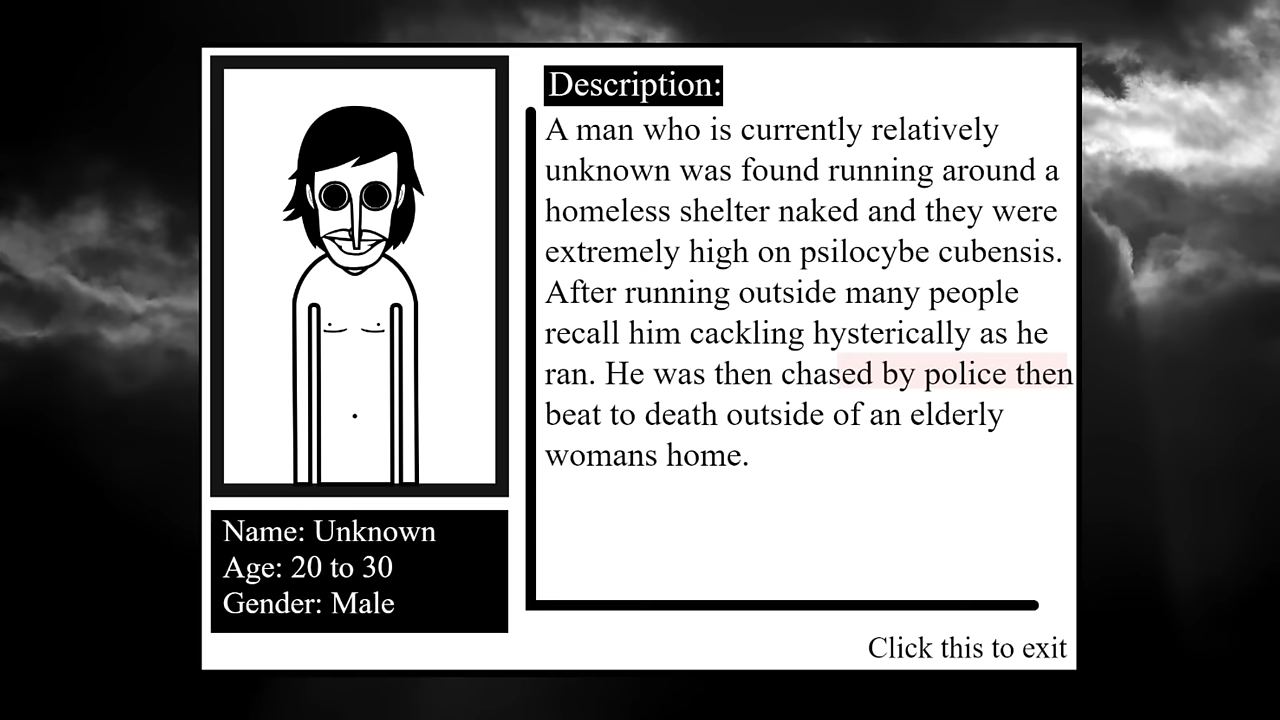 Description:
A man who is currently relatively
unknown was found running around a
homeless shelter naked and they were
extremely high on psilocybe cubensis.
After running outside many people
recall him cackling hysterically as he
ran. He was then chased by police then
beat to death outside of an elderly
womans home.
Name: Unknown
Age: 20 to 30
Gender: Male
Click this to exit